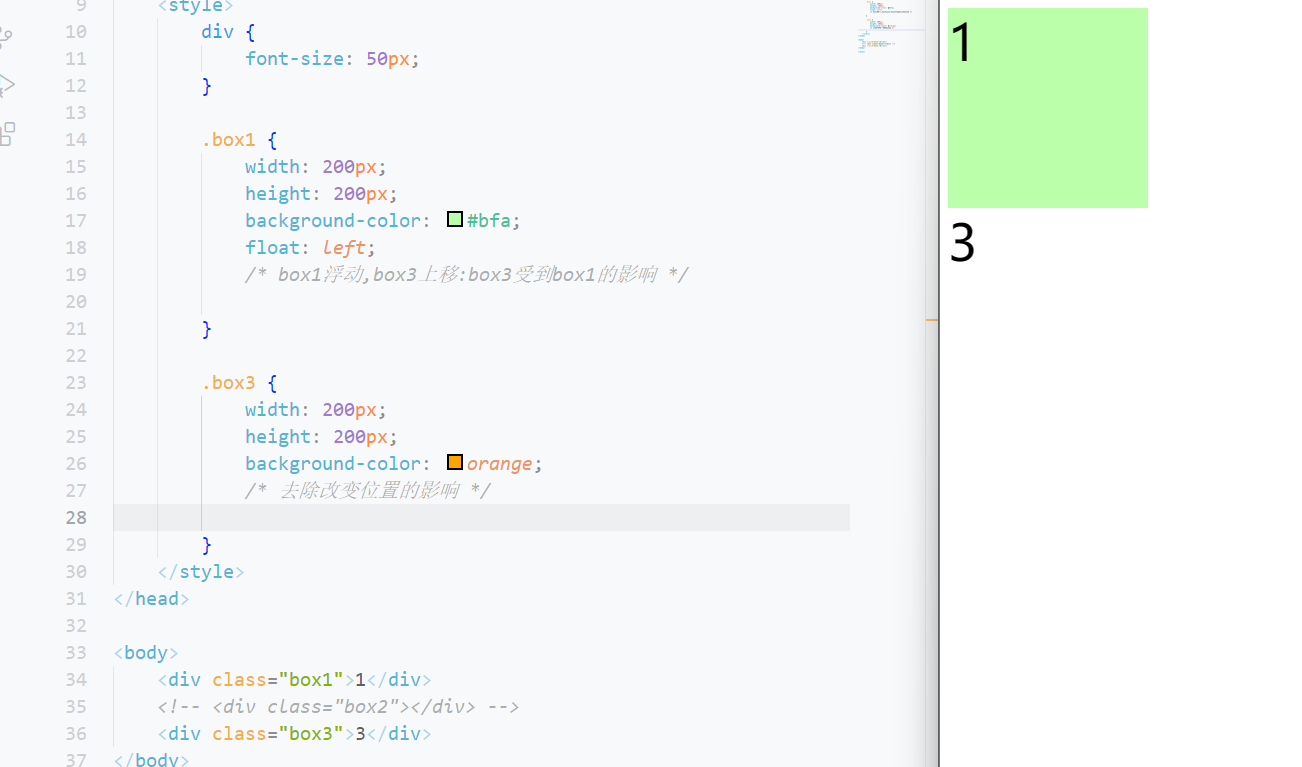 9 <style>
10 div {
11 font-size: 50px;
12 }
13
14 .box1 {
15 width: 200px;
16 height: 200px;
17 background-color: #bfa;
18 float: left;
19 /* box1浮动,box3上移:box3受到box1的影响 */
20
21 }
22
23 .box3 {
24 width: 200px;
25 height: 200px;
26 background-color: orange;
27 /* 去除改变位置的影响 */
28
29 }
30 </style>
31 </head>
32
33 <body>
34 <div class="box1">1</div>
35 <!-- <div class="box2"></div> -->
36 <div class="box3">3</div>
37 </body>
1
3